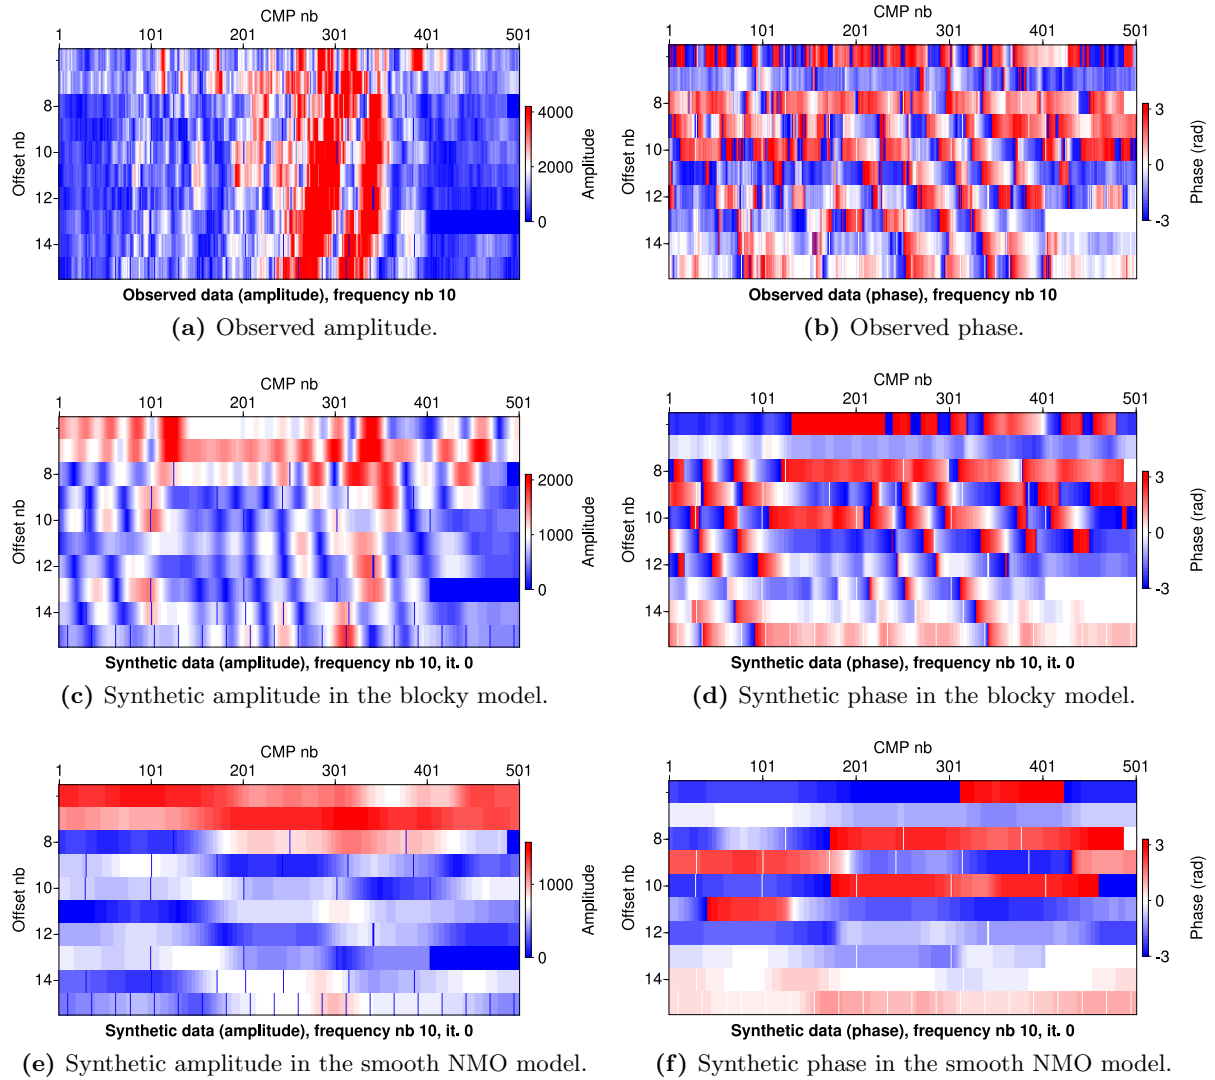 CMP nb
1 101 201 301 401 501
Offset nb
8
10
12
14
4000
2000
0
Amplitude
Observed data (amplitude), frequency nb 10
(a) Observed amplitude.
CMP nb
1 101 201 301 401 501
Offset nb
8
10
12
14
3
0
-3
Phase (rad)
Observed data (phase), frequency nb 10
(b) Observed phase.
CMP nb
1 101 201 301 401 501
Offset nb
8
10
12
14
2000
1000
0
Amplitude
Synthetic data (amplitude), frequency nb 10, it. 0
(c) Synthetic amplitude in the blocky model.
CMP nb
1 101 201 301 401 501
Offset nb
8
10
12
14
3
0
-3
Phase (rad)
Synthetic data (phase), frequency nb 10, it. 0
(d) Synthetic phase in the blocky model.
CMP nb
1 101 201 301 401 501
Offset nb
8
10
12
14
1000
0
Amplitude
Synthetic data (amplitude), frequency nb 10, it. 0
(e) Synthetic amplitude in the smooth NMO model.
CMP nb
1 101 201 301 401 501
Offset nb
8
10
12
14
3
0
-3
Phase (rad)
Synthetic data (phase), frequency nb 10, it. 0
(f) Synthetic phase in the smooth NMO model.